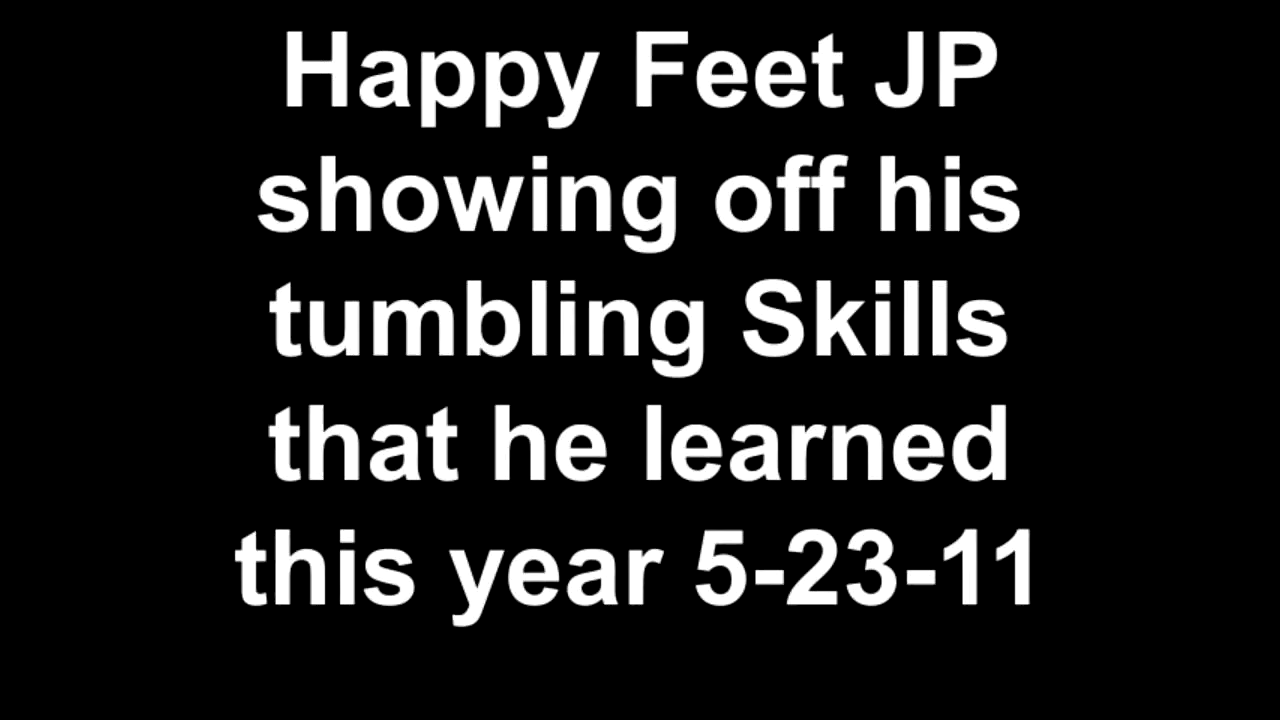 Happy Feet JP
showing off his
tumbling Skills
that he learned
this year 5-23-11